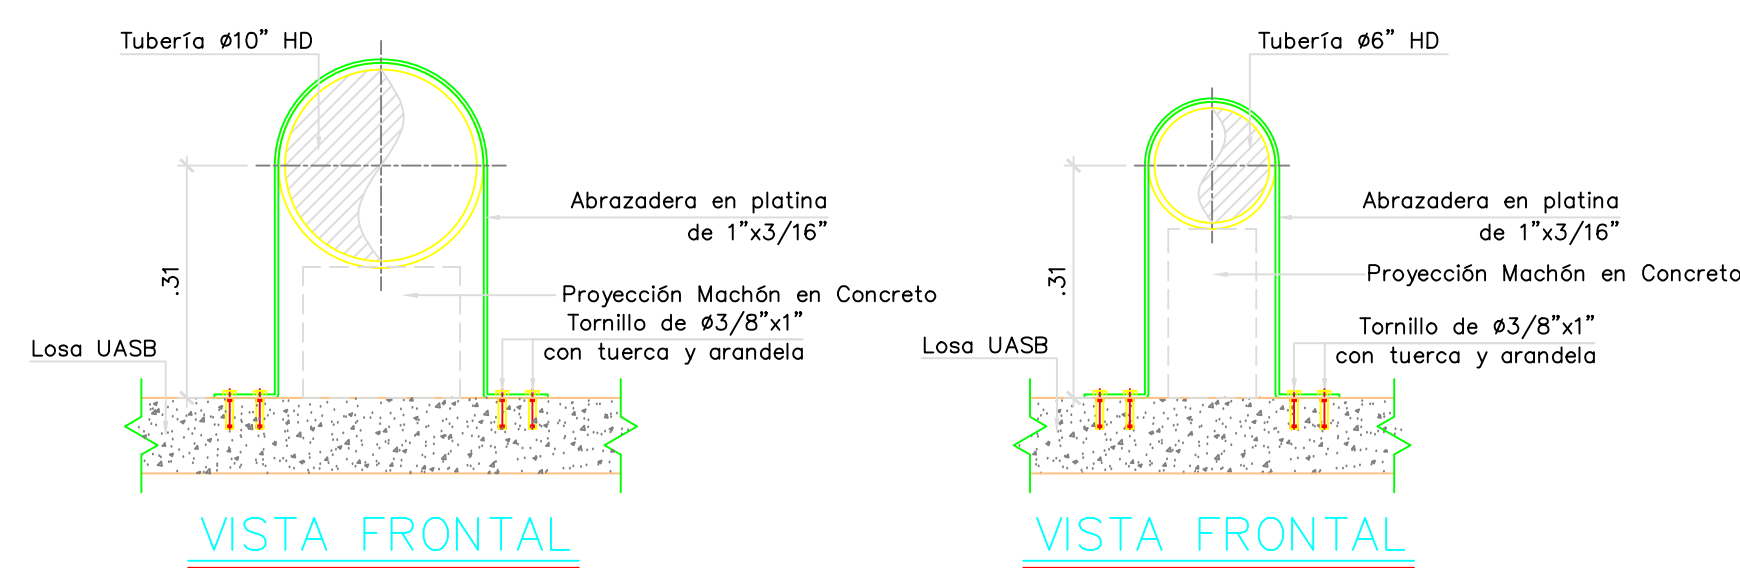 Tubería ø10" HD
Abrazadera en platina
de 1"x3/16"
.31
Proyección Machón en Concreto
Tornillo de ø3/8"x1"
con tuerca y arandela
Losa UASB
VISTA FRONTAL
Tubería ø6" HD
Abrazadera en platina
de 1"x3/16"
.31
Proyección Machón en Concreto
Tornillo de ø3/8"x1"
con tuerca y arandela
Losa UASB
VISTA FRONTAL